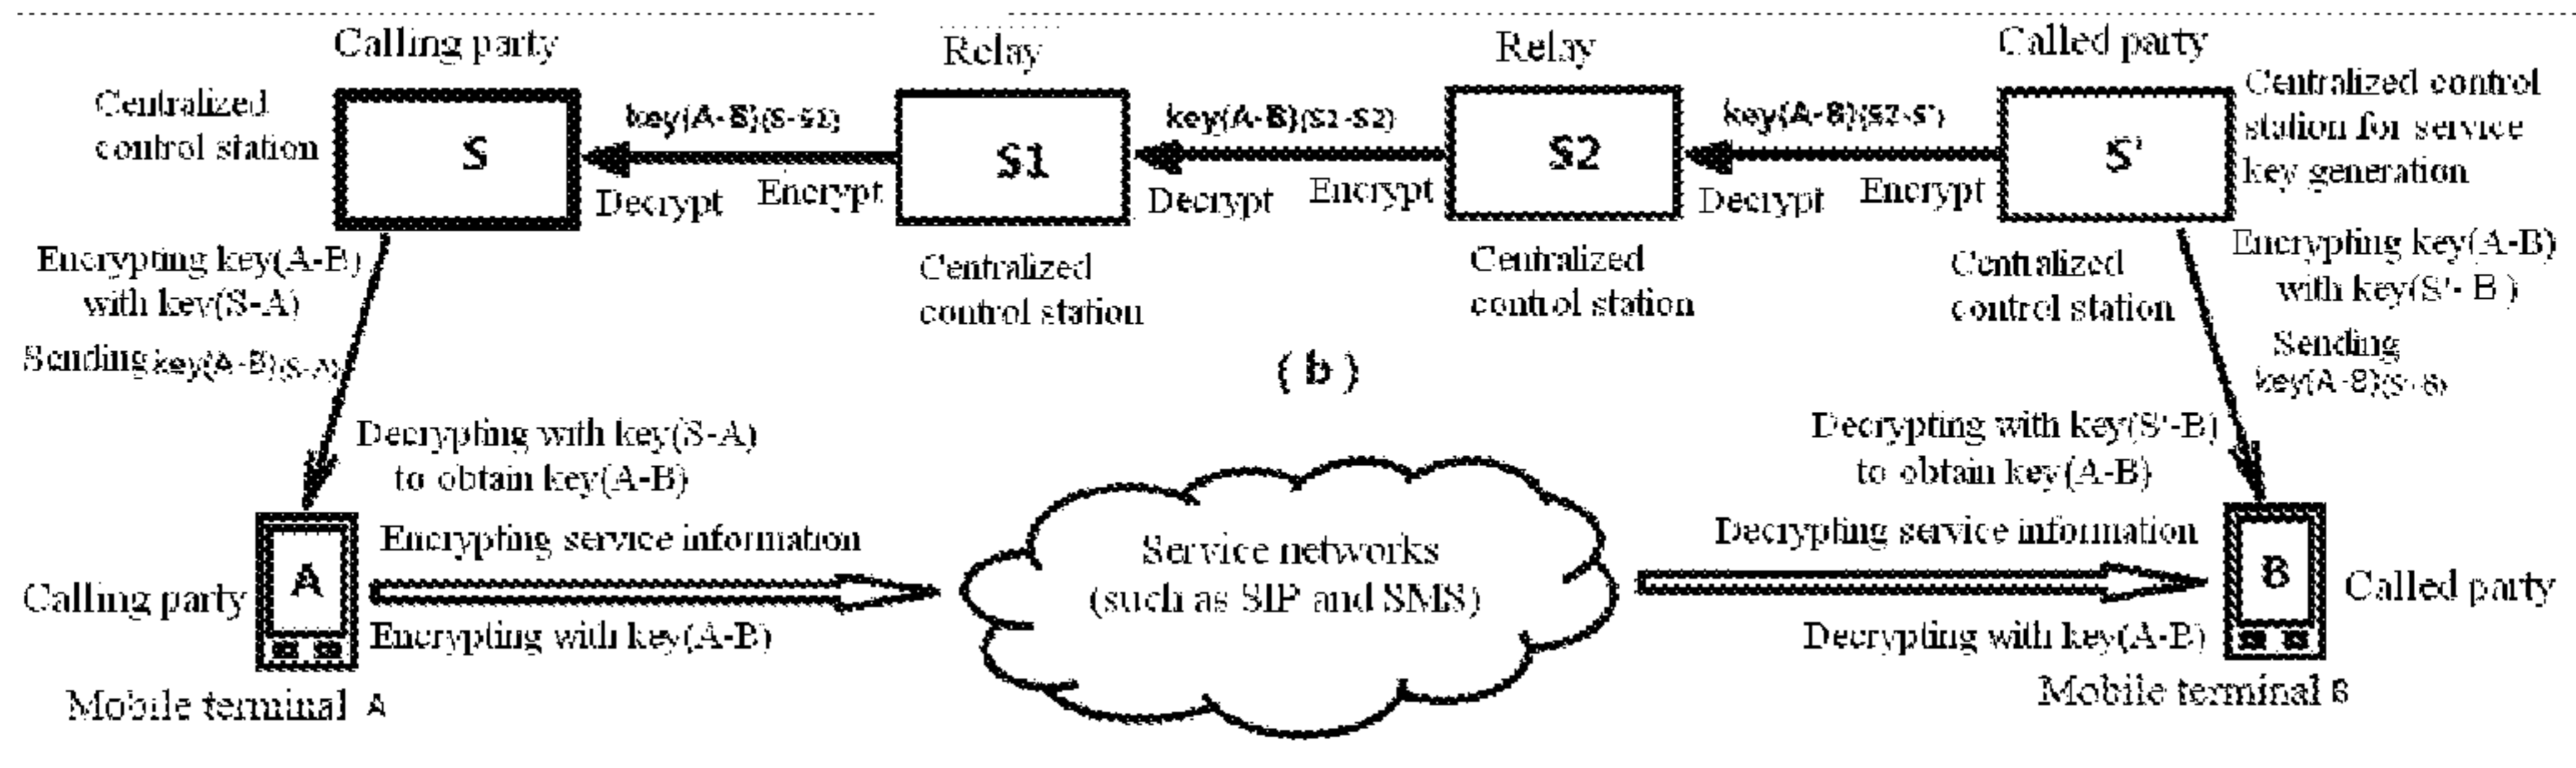 Calling party
Relay
Relay
Called party
Centralized
control station
S
key(A-B)(S-S1)
Decrypt
Encrypt
S1
key(A-B)(S1-S2)
Decrypt
Encrypt
S2
key(A-B)(S2-S')
Decrypt
Encrypt
S'
Centralized control
station for service
key generation
Centralized
control station
Centralized
control station
Centralized
control station
Encrypting key(A-B)
with key(S-A)
Sending key(A-B)(S-A)
Encrypting key(A-B)
with key(S'- B )
Sending
key(A-B)(S'-B)
( b )
Decrypting with key(S-A)
to obtain key(A-B)
Decrypting with key(S'-B)
to obtain key(A-B)
Calling party
A
Encrypting service information
Encrypting with key(A-B)
Mobile terminal A
Service networks
(such as SIP and SMS)
Decrypting service information
Decrypting with key(A-B)
B
Called party
Mobile terminal B